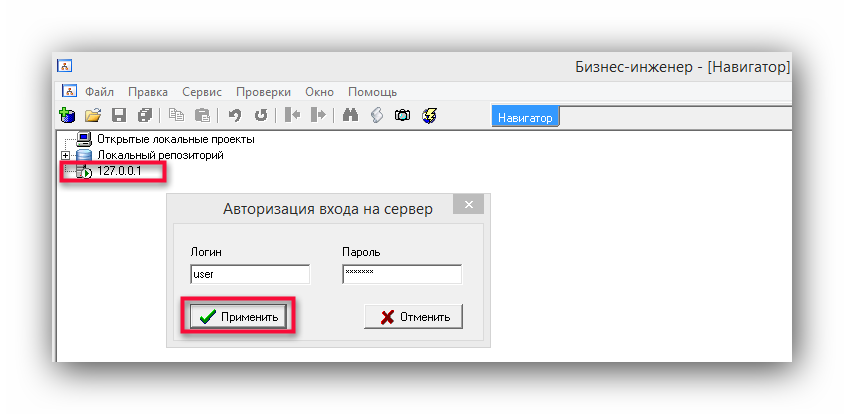 Бизнес-инженер - [Навигатор]
Файл Правка Сервис Проверки Окно Помощь
Навигатор
Открытые локальные проекты
Локальный репозиторий
127.0.0.1
Авторизация входа на сервер
Логин Пароль
user xxxxxxx
Применить Отменить